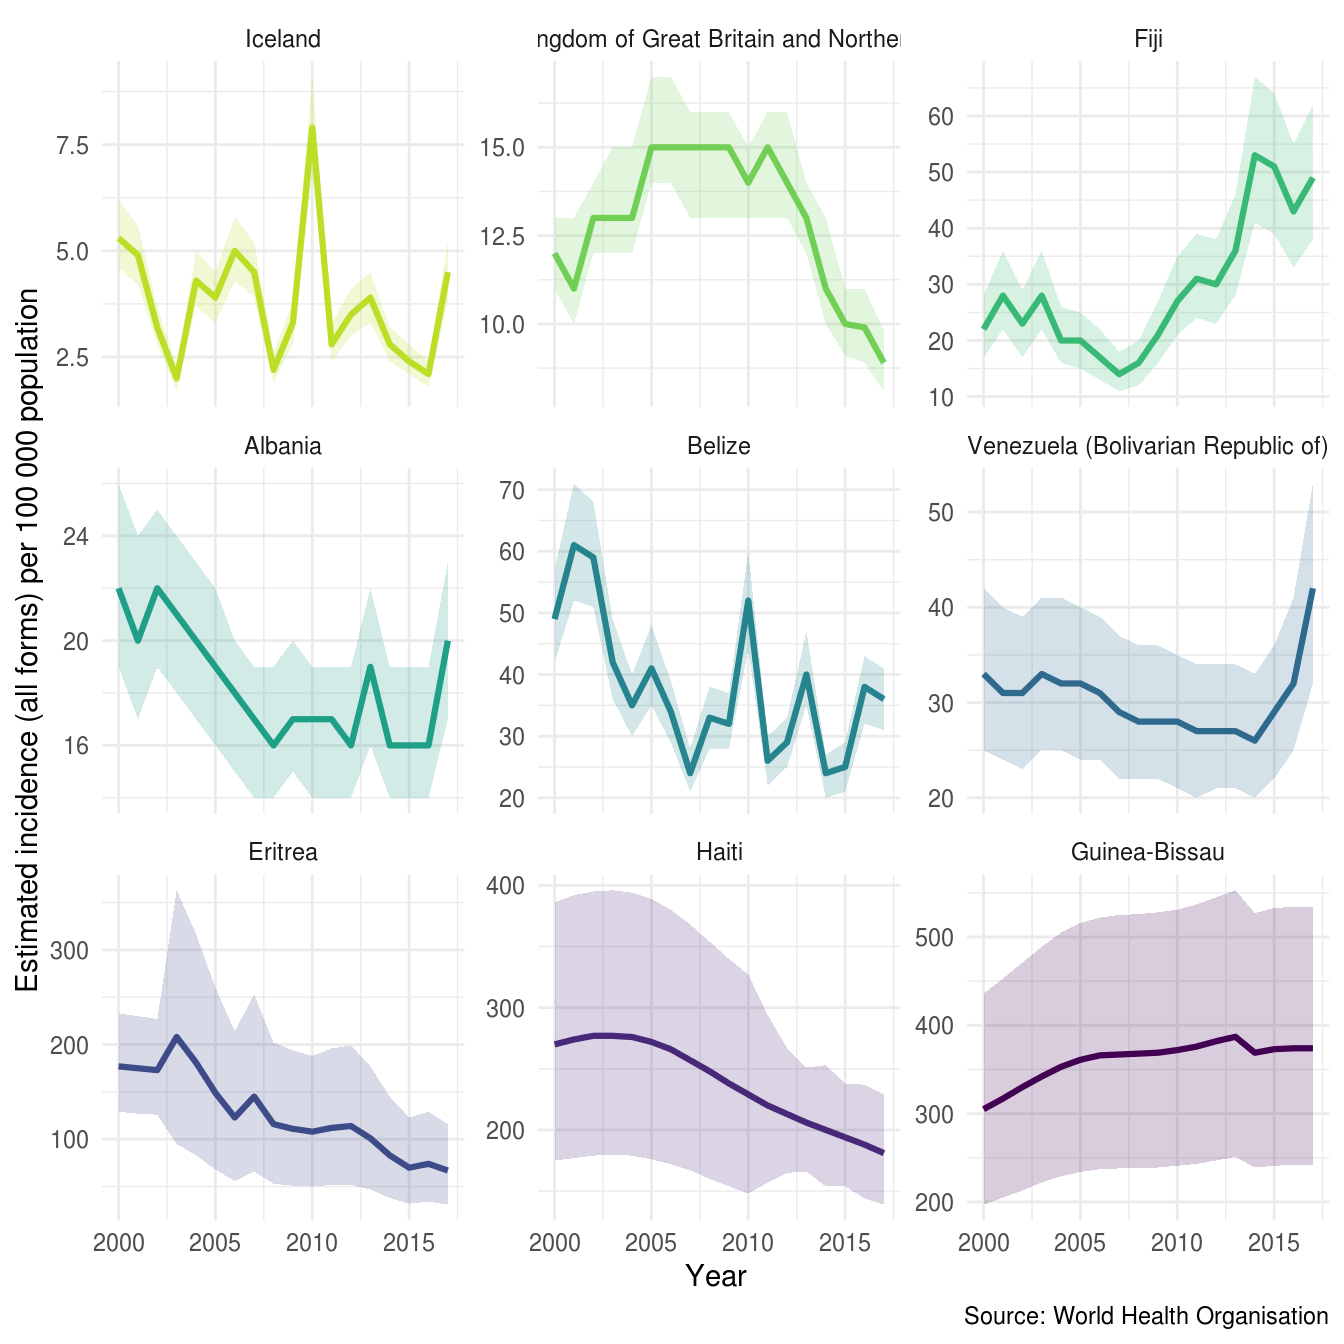 Iceland
ngdom of Great Britain and Norther
Fiji
7.5
5.0
2.5
15.0
12.5
10.0
60
50
40
30
20
10
Albania
Belize
Venezuela (Bolivarian Republic of)
24
20
16
70
60
50
40
30
20
50
40
30
20
Eritrea
Haiti
Guinea-Bissau
300
200
100
400
300
200
500
400
300
200
2000 2005 2010 2015
2000 2005 2010 2015
2000 2005 2010 2015
Estimated incidence (all forms) per 100 000 population
Year
Source: World Health Organisation